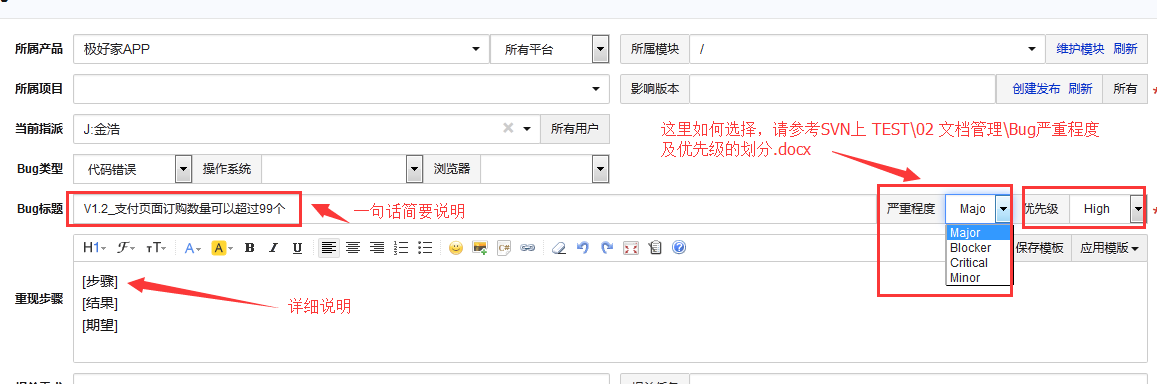 所属产品 极好家APP 所有平台 所属模块 / 维护模块 刷新
所属项目 影响版本 创建发布 刷新 所有 *
当前指派 J:金浩 所有用户
这里如何选择，请参考SVN上 TEST\02 文档管理\Bug严重程度
及优先级的划分.docx
Bug类型 代码错误 操作系统 浏览器
Bug标题 V1.2_支付页面订购数量可以超过99个 一句话简要说明 严重程度 Majo 优先级 High *
Major
Blocker
Critical
Minor
H1 F TT A A B I U C# 保存模板 应用模版
重现步骤
[步骤]
[结果]
[期望]
详细说明